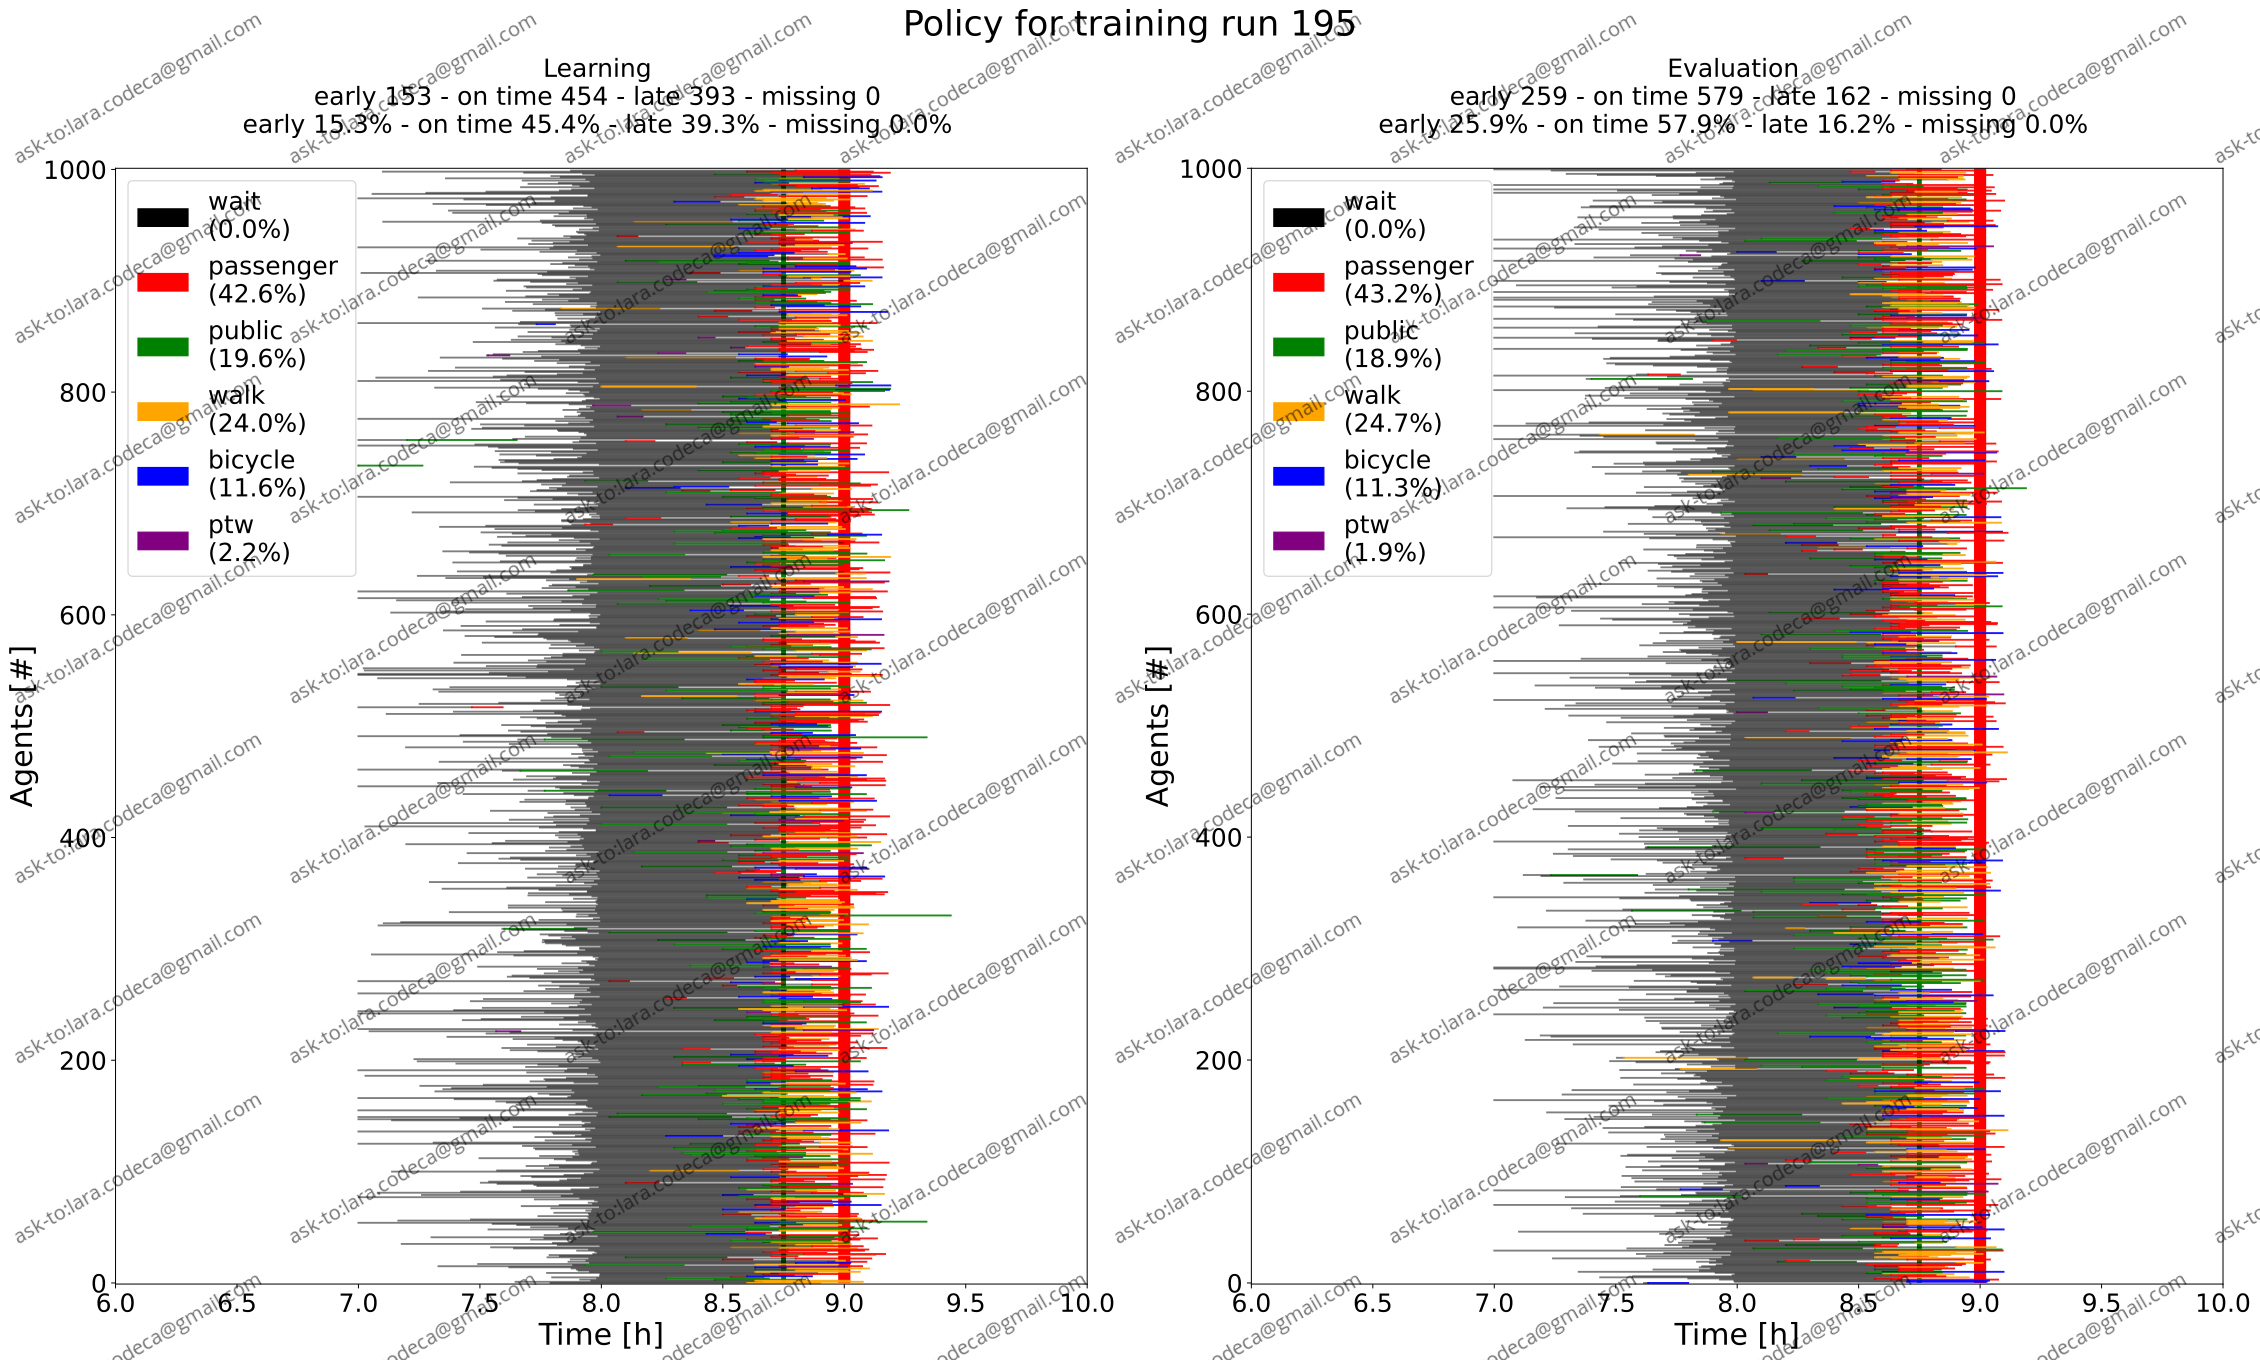 Policy for training run 195
Learning
early 153 - on time 454 - late 393 - missing 0
early 15.3% - on time 45.4% - late 39.3% - missing 0.0%
1000
800
600
400
200
0
Agents [#]
wait
(0.0%)
passenger
(42.6%)
public
(19.6%)
walk
(24.0%)
bicycle
(11.6%)
ptw
(2.2%)
6.0 6.5 7.0 7.5 8.0 8.5 9.0 9.5 10.0
Time [h]
Evaluation
early 259 - on time 579 - late 162 - missing 0
early 25.9% - on time 57.9% - late 16.2% - missing 0.0%
1000
800
600
400
200
0
Agents [#]
wait
(0.0%)
passenger
(43.2%)
public
(18.9%)
walk
(24.7%)
bicycle
(11.3%)
ptw
(1.9%)
6.0 6.5 7.0 7.5 8.0 8.5 9.0 9.5 10.0
Time [h]
ask-to:lara.codeca@gmail.com